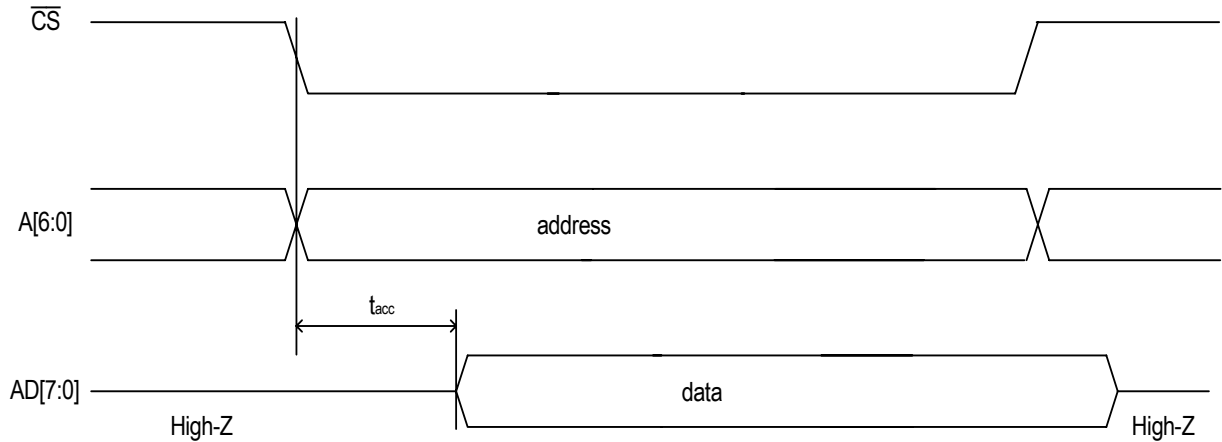 CS
A[6:0]
address
tacc
AD[7:0]
data
High-Z
High-Z